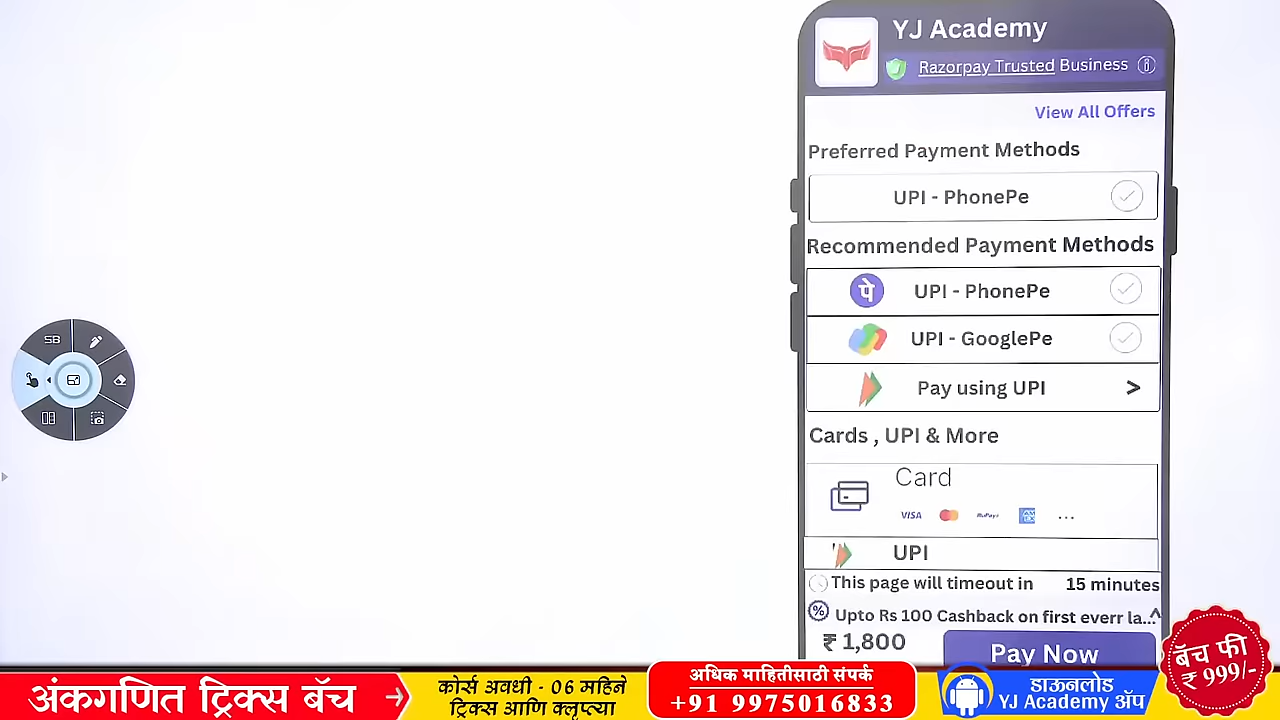 YJ Academy
Razorpay Trusted Business
View All Offers
Preferred Payment Methods
UPI - PhonePe
Recommended Payment Methods
पे UPI - PhonePe
UPI - GooglePe
Pay using UPI >
Cards , UPI & More
Card
VISA RuPay AM EX ...
UPI
This page will timeout in 15 minutes
% Upto Rs 100 Cashback on first everr la...^
₹ 1,800
Pay Now
SB
अंकगणित ट्रिक्स बॅच
कोर्स अवधी - 06 महिने
ट्रिक्स आणि क्लृप्त्या
अधिक माहितीसाठी संपर्क
+91 9975016833
डाऊनलोड
YJ Academy ॲप
बॅच फी
₹ 999/-